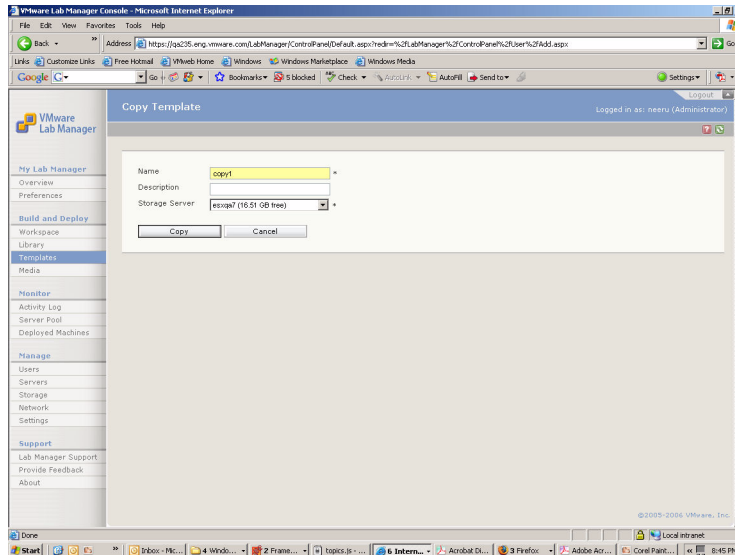 VMware Lab Manager Console - Microsoft Internet Explorer
File Edit View Favorites Tools Help
Back » Address https://qa235.eng.vmware.com/LabManager/ControlPanel/Default.aspx?redir=%2fLabManager%2fControlPanel%2fUser%2fAdd.aspx Go
Links Customize Links Free Hotmail VMweb Home Windows Windows Marketplace Windows Media
Google G Go Bookmarks 5 blocked Check AutoLink AutoFill Send to Settings
Logout
VMware Lab Manager
Copy Template
Logged in as: neeru (Administrator)
My Lab Manager
Overview
Preferences
Build and Deploy
Workspace
Library
Templates
Media
Monitor
Activity Log
Server Pool
Deployed Machines
Manage
Users
Servers
Storage
Network
Settings
Support
Lab Manager Support
Provide Feedback
About
Name copy1 *
Description
Storage Server esxqa7 (16.51 GB free) *
Copy Cancel
©2005-2006 VMware, Inc.
Done Local intranet
Start » Inbox - Mic... 4 Windo... 2 Frame... topics.js - ... 6 Intern... Acrobat Di... 3 Firefox Adobe Acr... Corel Paint... « 8:45 PM